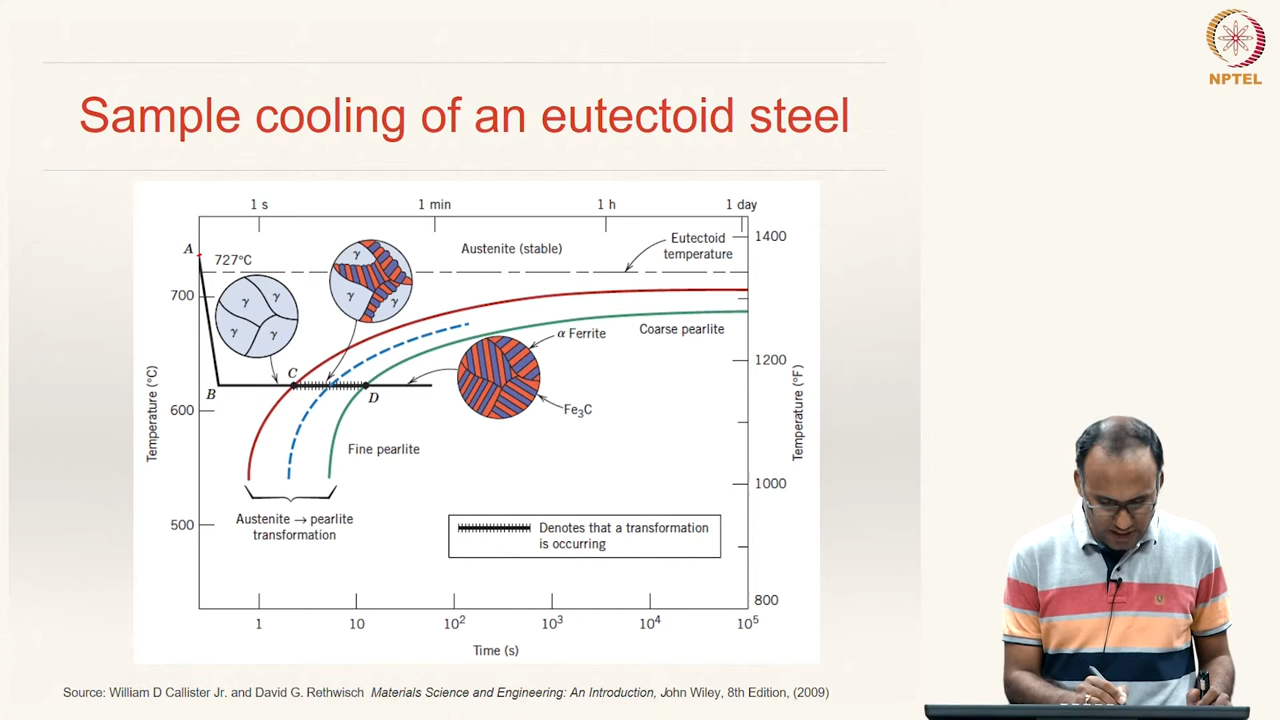 NPTEL
Sample cooling of an eutectoid steel
1 s
1 min
1 h
1 day
A
727°C
γ
γ
γ
γ
γ
γ
γ
Austenite (stable)
Eutectoid
temperature
1400
700
Coarse pearlite
α Ferrite
1200
C
B
D
600
Fe₃C
Temperature (°C)
Temperature (°F)
Fine pearlite
1000
Austenite → pearlite
transformation
500
Denotes that a transformation
is occurring
800
1
10
10²
10³
10⁴
10⁵
Time (s)
Source: William D Callister Jr. and David G. Rethwisch Materials Science and Engineering: An Introduction, John Wiley, 8th Edition, (2009)